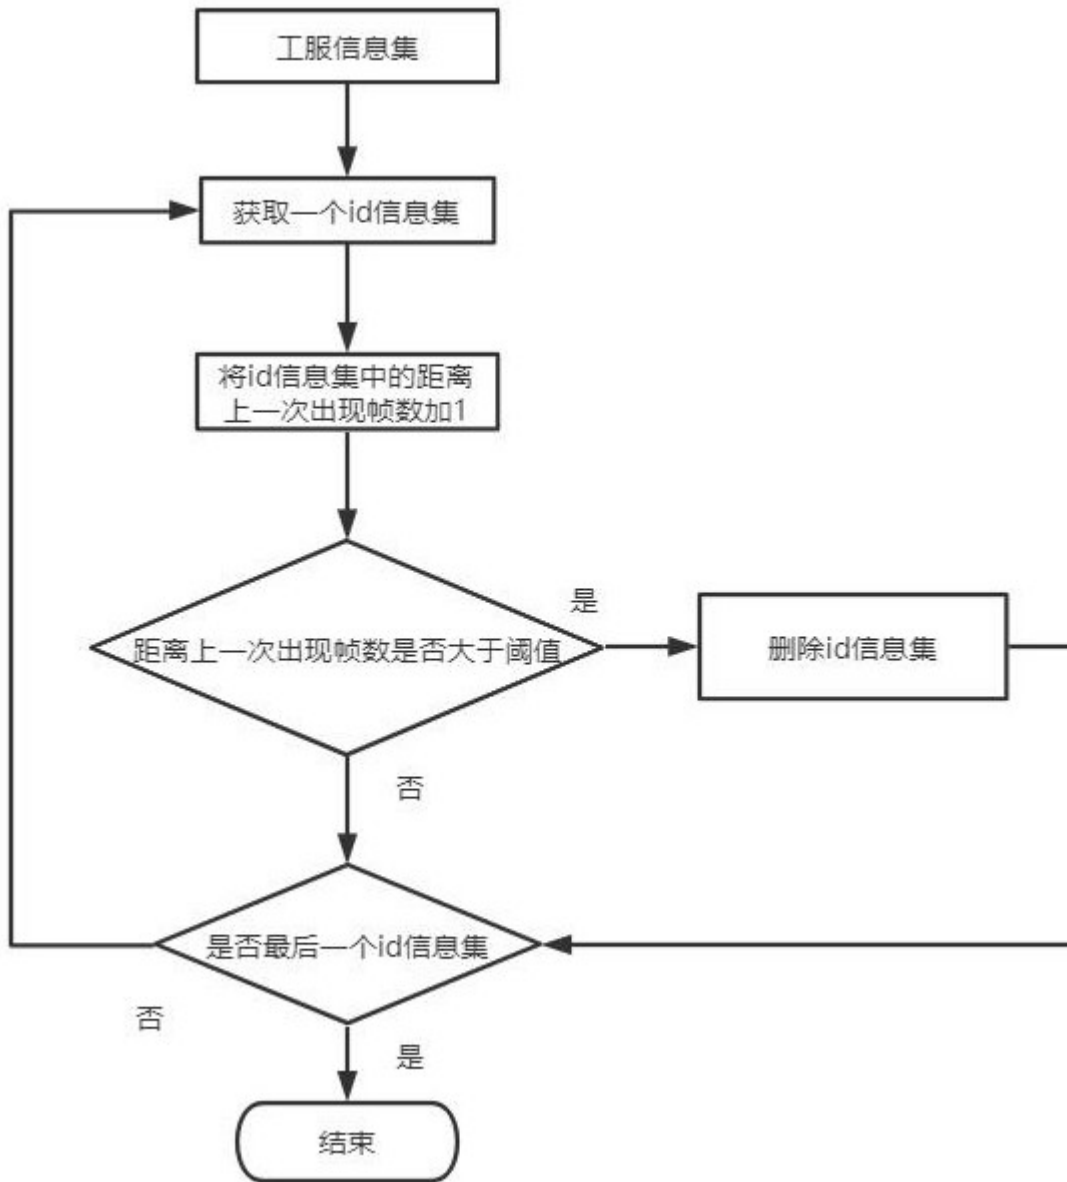 工服信息集
获取一个id信息集
将id信息集中的距离
上一次出现帧数加1
是
距离上一次出现帧数是否大于阈值
删除id信息集
否
是否最后一个id信息集
否
是
结束